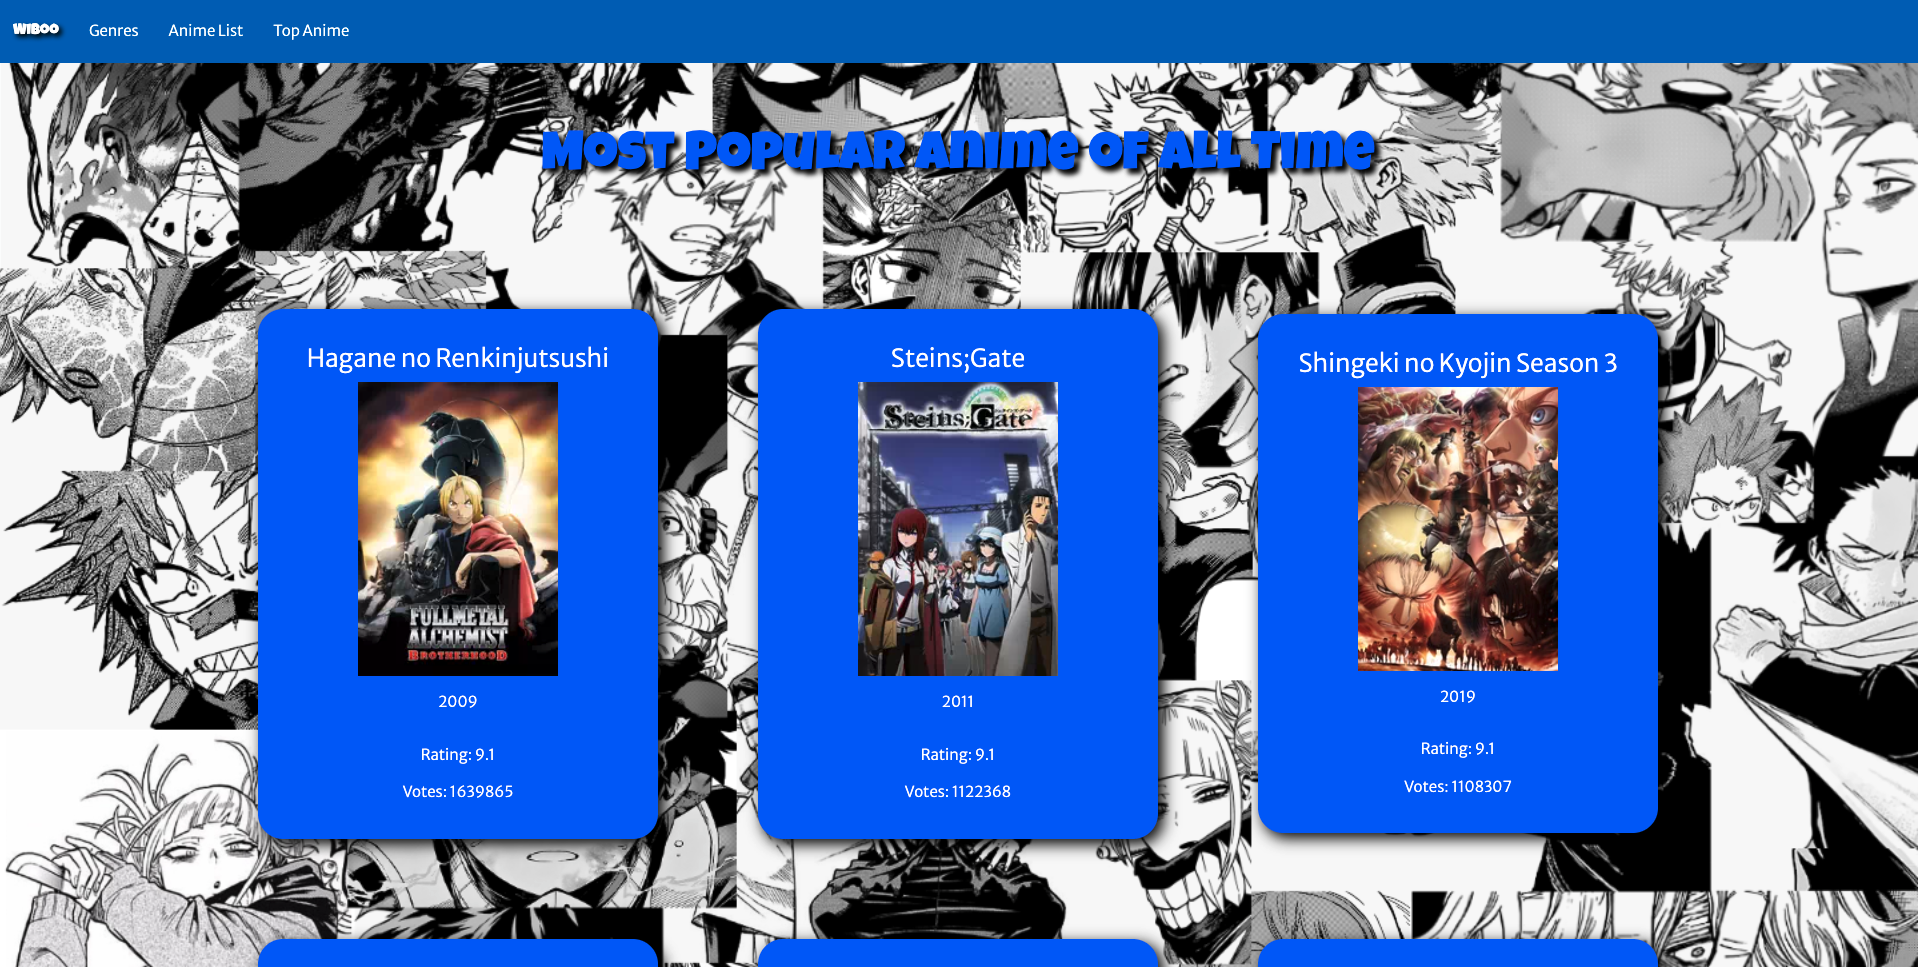 WIBOO
Genres
Anime List
Top Anime
Most Popular Anime Of All Time
Hagane no Renkinjutsushi
FULLMETAL
ALCHEMIST
BROTHERHOOD
2009
Rating: 9.1
Votes: 1639865
Steins;Gate
Steins;Gate
2011
Rating: 9.1
Votes: 1122368
Shingeki no Kyojin Season 3
2019
Rating: 9.1
Votes: 1108307